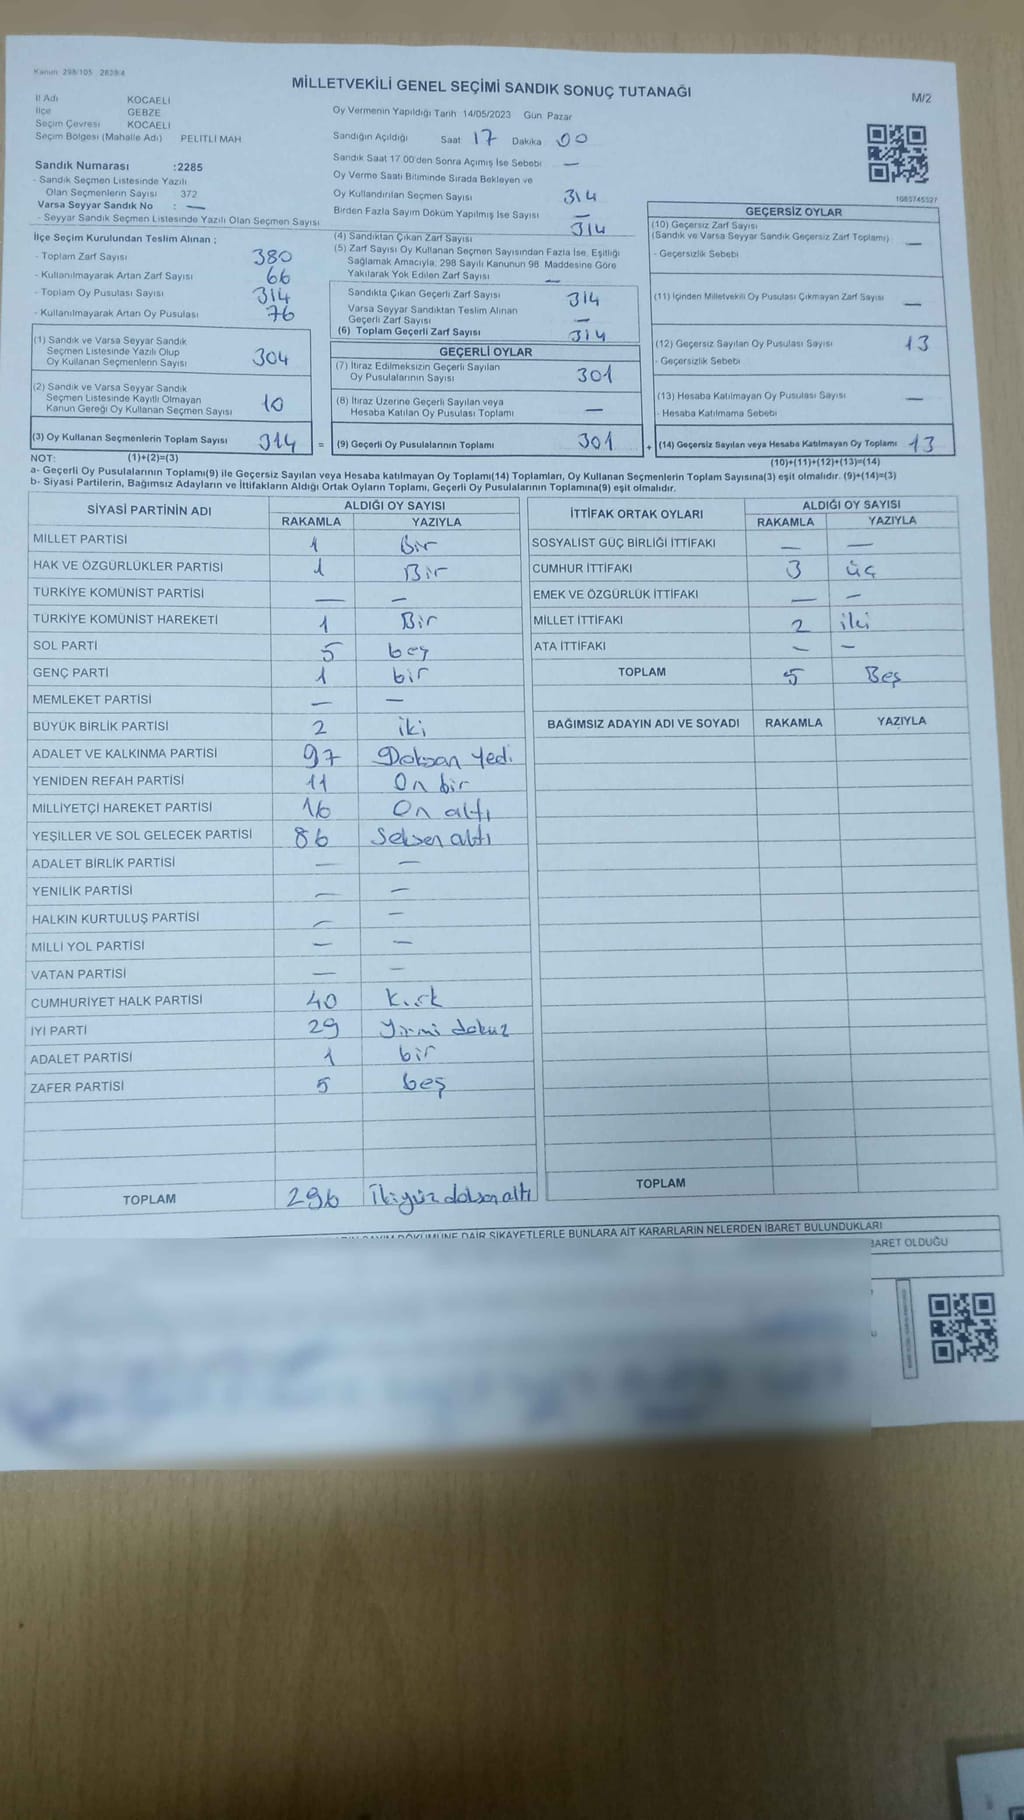 Kanun: 298/105 2839/4
MİLLETVEKİLİ GENEL SEÇİMİ SANDIK SONUÇ TUTANAĞI
M/2
İl Adı KOCAELİ
İlçe GEBZE
Seçim Çevresi KOCAELİ
Seçim Bölgesi (Mahalle Adı) PELİTLİ MAH
Sandık Numarası :2285
- Sandık Seçmen Listesinde Yazılı
Olan Seçmenlerin Sayısı : 372
Varsa Seyyar Sandık No : —
- Seyyar Sandık Seçmen Listesinde Yazılı Olan Seçmen Sayısı
İlçe Seçim Kurulundan Teslim Alınan ;
- Toplam Zarf Sayısı 380
- Kullanılmayarak Artan Zarf Sayısı 66
- Toplam Oy Pusulası Sayısı 314
- Kullanılmayarak Artan Oy Pusulası 76
(1) Sandık ve Varsa Seyyar Sandık
Seçmen Listesinde Yazılı Olup
Oy Kullanan Seçmenlerin Sayısı 304
(2) Sandık ve Varsa Seyyar Sandık
Seçmen Listesinde Kayıtlı Olmayan
Kanun Gereği Oy Kullanan Seçmen Sayısı 10
(3) Oy Kullanan Seçmenlerin Toplam Sayısı 314 =
Oy Vermenin Yapıldığı Tarih 14/05/2023 Gün Pazar
Sandığın Açıldığı Saat 17 Dakika 00
Sandık Saat 17 00'den Sonra Açımış İse Sebebi —
Oy Verme Saati Bitiminde Sırada Bekleyen ve
Oy Kullandırılan Seçmen Sayısı 314
Birden Fazla Sayım Döküm Yapılmış İse Sayısı —
(4) Sandıktan Çıkan Zarf Sayısı 314
(5) Zarf Sayısı Oy Kullanan Seçmen Sayısından Fazla İse, Eşitliği
Sağlamak Amacıyla, 298 Sayılı Kanunun 98. Maddesine Göre
Yakılarak Yok Edilen Zarf Sayısı —
Sandıkta Çıkan Geçerli Zarf Sayısı 314
Varsa Seyyar Sandıktan Teslim Alınan
Geçerli Zarf Sayısı —
(6) Toplam Geçerli Zarf Sayısı 314
GEÇERLİ OYLAR
(7) İtiraz Edilmeksizin Geçerli Sayılan
Oy Pusulalarının Sayısı 301
(8) İtiraz Üzerine Geçerli Sayılan veya
Hesaba Katılan Oy Pusulası Toplamı —
(9) Geçerli Oy Pusulalarının Toplamı 301 +
1085745527
GEÇERSİZ OYLAR
(10) Geçersiz Zarf Sayısı
(Sandık ve Varsa Seyyar Sandık Geçersiz Zarf Toplamı) —
- Geçersizlik Sebebi
(11) İçinden Milletvekili Oy Pusulası Çıkmayan Zarf Sayısı —
(12) Geçersiz Sayılan Oy Pusulası Sayısı 13
- Geçersizlik Sebebi
(13) Hesaba Katılmayan Oy Pusulası Sayısı —
- Hesaba Katılmama Sebebi
(14) Geçersiz Sayılan veya Hesaba Katılmayan Oy Toplamı 13
NOT: (1)+(2)=(3) (10)+(11)+(12)+(13)=(14)
a- Geçerli Oy Pusulalarının Toplamı(9) ile Geçersiz Sayılan veya Hesaba katılmayan Oy Toplamı(14) Toplamları, Oy Kullanan Seçmenlerin Toplam Sayısına(3) eşit olmalıdır. (9)+(14)=(3)
b- Siyasi Partilerin, Bağımsız Adayların ve İttifakların Aldığı Ortak Oyların Toplamı, Geçerli Oy Pusulalarının Toplamına(9) eşit olmalıdır.
SİYASİ PARTİNİN ADI ALDIĞI OY SAYISI
RAKAMLA YAZIYLA
MİLLET PARTİSİ 1 Bir
HAK VE ÖZGÜRLÜKLER PARTİSİ 1 Bir
TÜRKİYE KOMÜNİST PARTİSİ — —
TÜRKİYE KOMÜNİST HAREKETİ 1 Bir
SOL PARTİ 5 beş
GENÇ PARTİ 1 bir
MEMLEKET PARTİSİ — —
BÜYÜK BİRLİK PARTİSİ 2 iki
ADALET VE KALKINMA PARTİSİ 97 Doksan Yedi
YENİDEN REFAH PARTİSİ 11 On bir
MİLLİYETÇİ HAREKET PARTİSİ 16 On altı
YEŞİLLER VE SOL GELECEK PARTİSİ 86 Seksen altı
ADALET BİRLİK PARTİSİ — —
YENİLİK PARTİSİ — —
HALKIN KURTULUŞ PARTİSİ — —
MİLLİ YOL PARTİSİ — —
VATAN PARTİSİ — —
CUMHURİYET HALK PARTİSİ 40 Kırk
İYİ PARTİ 29 Yirmi dokuz
ADALET PARTİSİ 1 bir
ZAFER PARTİSİ 5 beş
TOPLAM 296 İkiyüz doksan altı
İTTİFAK ORTAK OYLARI ALDIĞI OY SAYISI
RAKAMLA YAZIYLA
SOSYALİST GÜÇ BİRLİĞİ İTTİFAKI — —
CUMHUR İTTİFAKI 3 üç
EMEK VE ÖZGÜRLÜK İTTİFAKI — —
MİLLET İTTİFAKI 2 iki
ATA İTTİFAKI — —
TOPLAM 5 Beş
BAĞIMSIZ ADAYIN ADI VE SOYADI RAKAMLA YAZIYLA
TOPLAM
DÖKÜMÜNE DAİR ŞİKAYETLERLE BUNLARA AİT KARARLARIN NELERDEN İBARET BULUNDUKLARI
BARET OLDUĞU